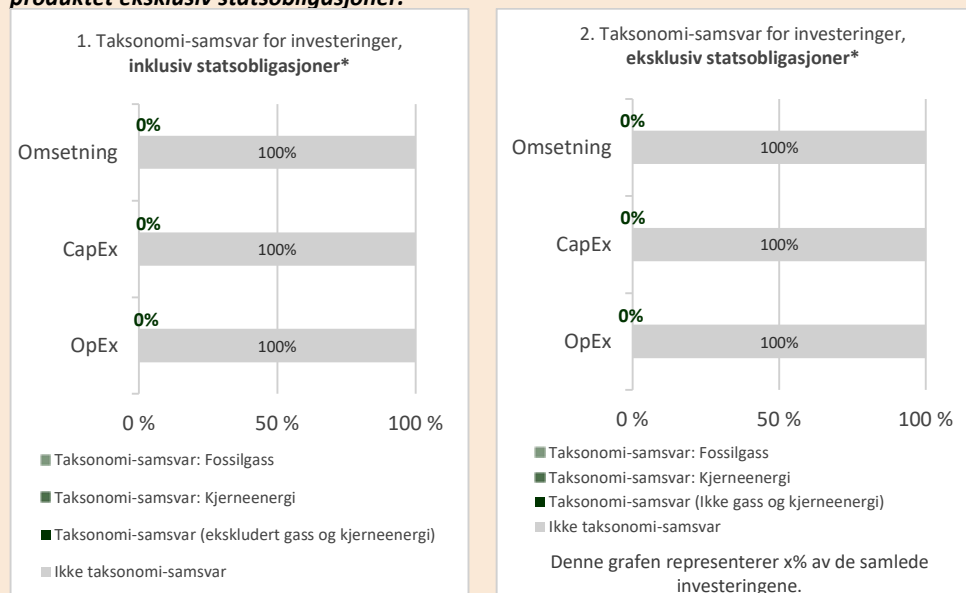 produktet eksklusiv statsobligasjoner.
1. Taksonomi-samsvar for investeringer,
inklusiv statsobligasjoner*
0%
Omsetning
100%
0%
CapEx
100%
0%
OpEx
100%
0 %
50 %
100 %
Taksonomi-samsvar: Fossilgass
Taksonomi-samsvar: Kjerneenergi
Taksonomi-samsvar (ekskludert gass og kjerneenergi)
Ikke taksonomi-samsvar
2. Taksonomi-samsvar for investeringer,
eksklusiv statsobligasjoner*
0%
Omsetning
100%
0%
CapEx
100%
0%
OpEx
100%
0 %
50 %
100 %
Taksonomi-samsvar: Fossilgass
Taksonomi-samsvar: Kjerneenergi
Taksonomi-samsvar (Ikke gass og kjerneenergi)
Ikke taksonomi-samsvar
Denne grafen representerer x% av de samlede
investeringene.